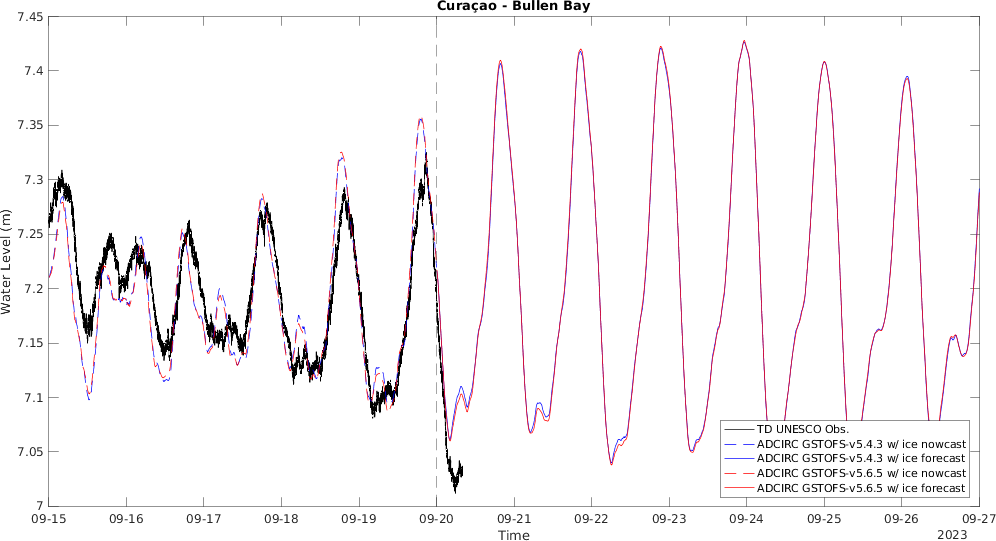 Curaçao - Bullen Bay
Water Level (m)
7.45
7.4
7.35
7.3
7.25
7.2
7.15
7.1
7.05
7
09-15 09-16 09-17 09-18 09-19 09-20 09-21 09-22 09-23 09-24 09-25 09-26 09-27
Time
2023
TD UNESCO Obs.
ADCIRC GSTOFS-v5.4.3 w/ ice nowcast
ADCIRC GSTOFS-v5.4.3 w/ ice forecast
ADCIRC GSTOFS-v5.6.5 w/ ice nowcast
ADCIRC GSTOFS-v5.6.5 w/ ice forecast